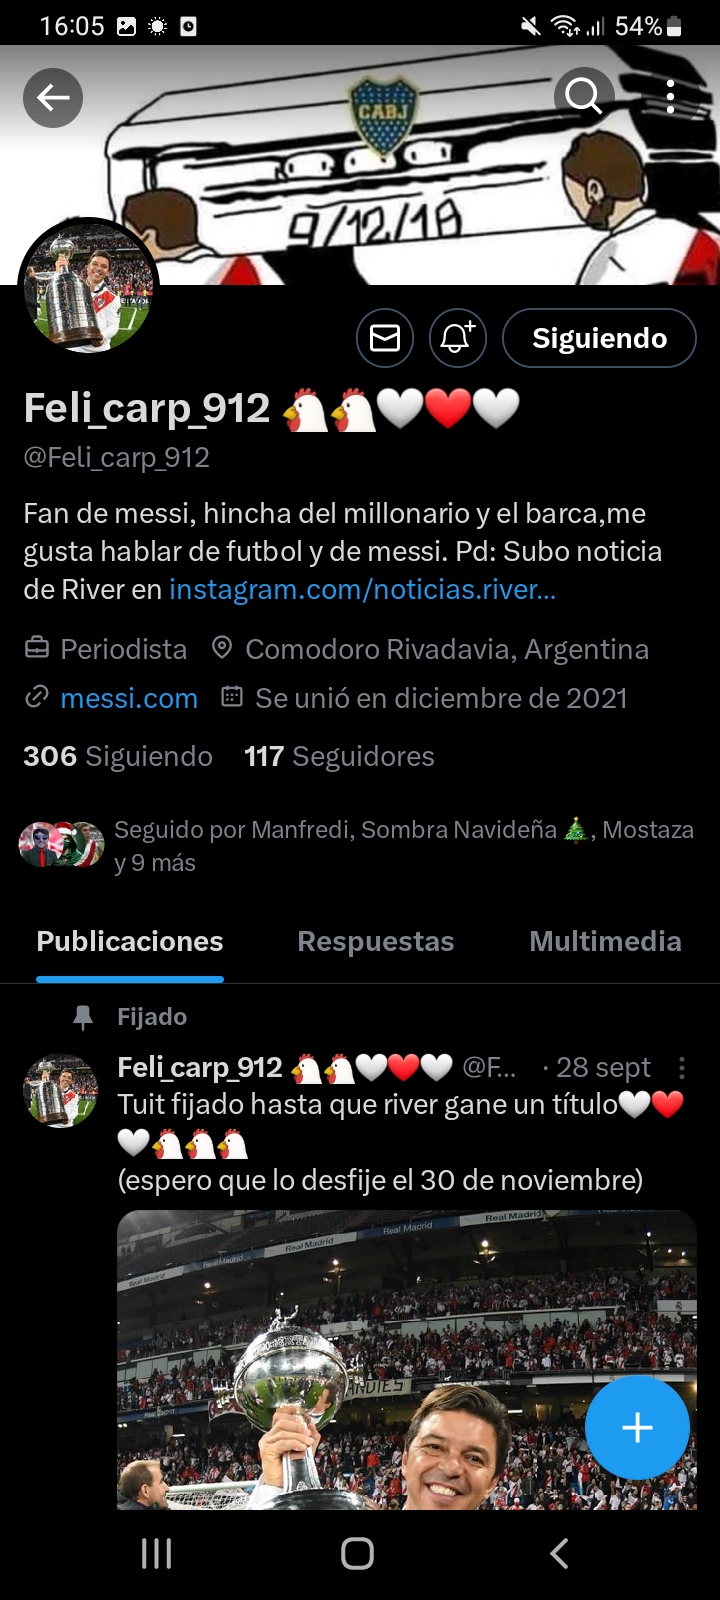 16:05
54%
CABJ
9/12/18
Siguiendo
Feli_carp_912 🐔🐔🤍❤️🤍
@Feli_carp_912
Fan de messi, hincha del millonario y el barca,me
gusta hablar de futbol y de messi. Pd: Subo noticia
de River en instagram.com/noticias.river...
Periodista Comodoro Rivadavia, Argentina
messi.com Se unió en diciembre de 2021
306 Siguiendo 117 Seguidores
Seguido por Manfredi, Sombra Navideña 🎄, Mostaza
y 9 más
Publicaciones Respuestas Multimedia
Fijado
Feli_carp_912 🐔🐔🤍❤️🤍 @F... · 28 sept
Tuit fijado hasta que river gane un título🤍❤️
🤍🐔🐔🐔
(espero que lo desfije el 30 de noviembre)
Real Madrid
Real Madrid
Real Madrid
Real Madrid
Real Madrid